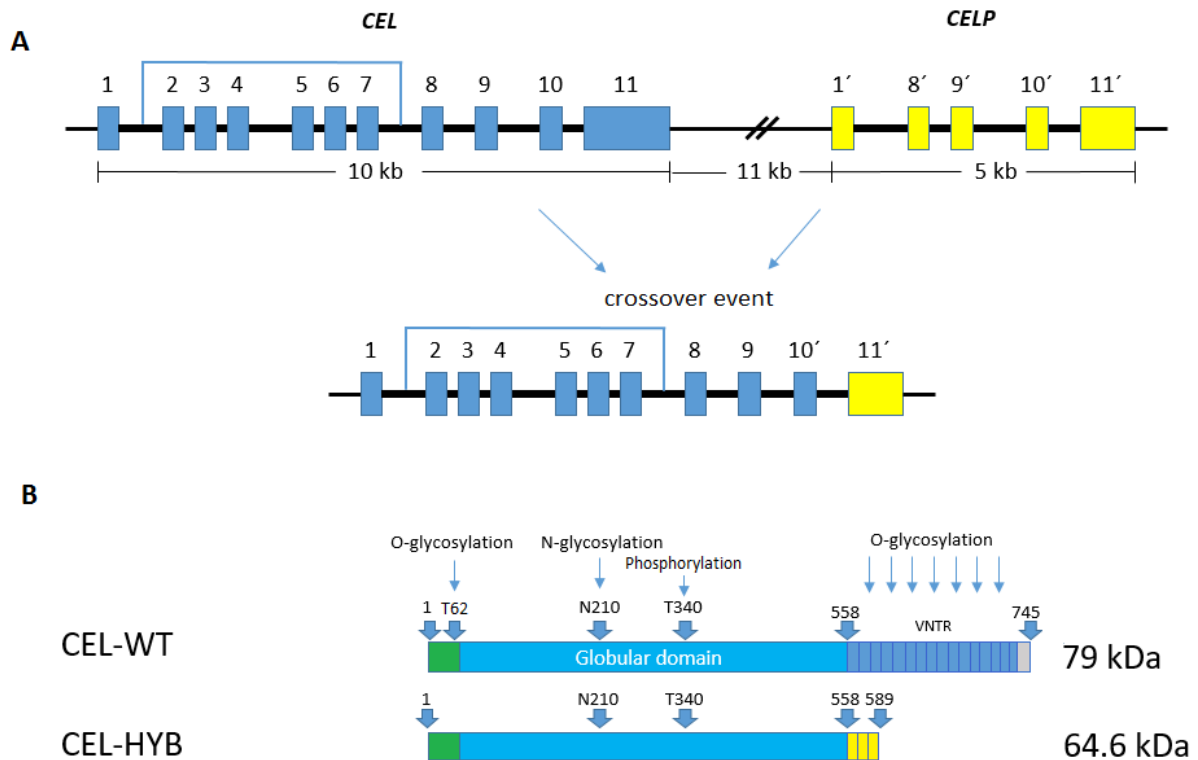 CEL CELP
A
1 2 3 4 5 6 7 8 9 10 11 1´ 8´ 9´ 10´ 11´
10 kb 11 kb 5 kb
crossover event
1 2 3 4 5 6 7 8 9 10´ 11´
B
O-glycosylation N-glycosylation O-glycosylation
Phosphorylation
1 T62 N210 T340 558 VNTR 745
CEL-WT Globular domain 79 kDa
1 N210 T340 558 589
CEL-HYB 64.6 kDa